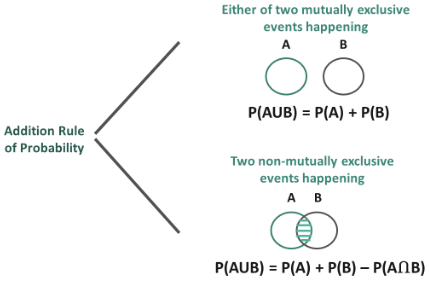 Either of two mutually exclusive
events happening
A B
P(AUB) = P(A) + P(B)
Addition Rule
of Probability
Two non-mutually exclusive
events happening
A B
P(AUB) = P(A) + P(B) – P(A∩B)